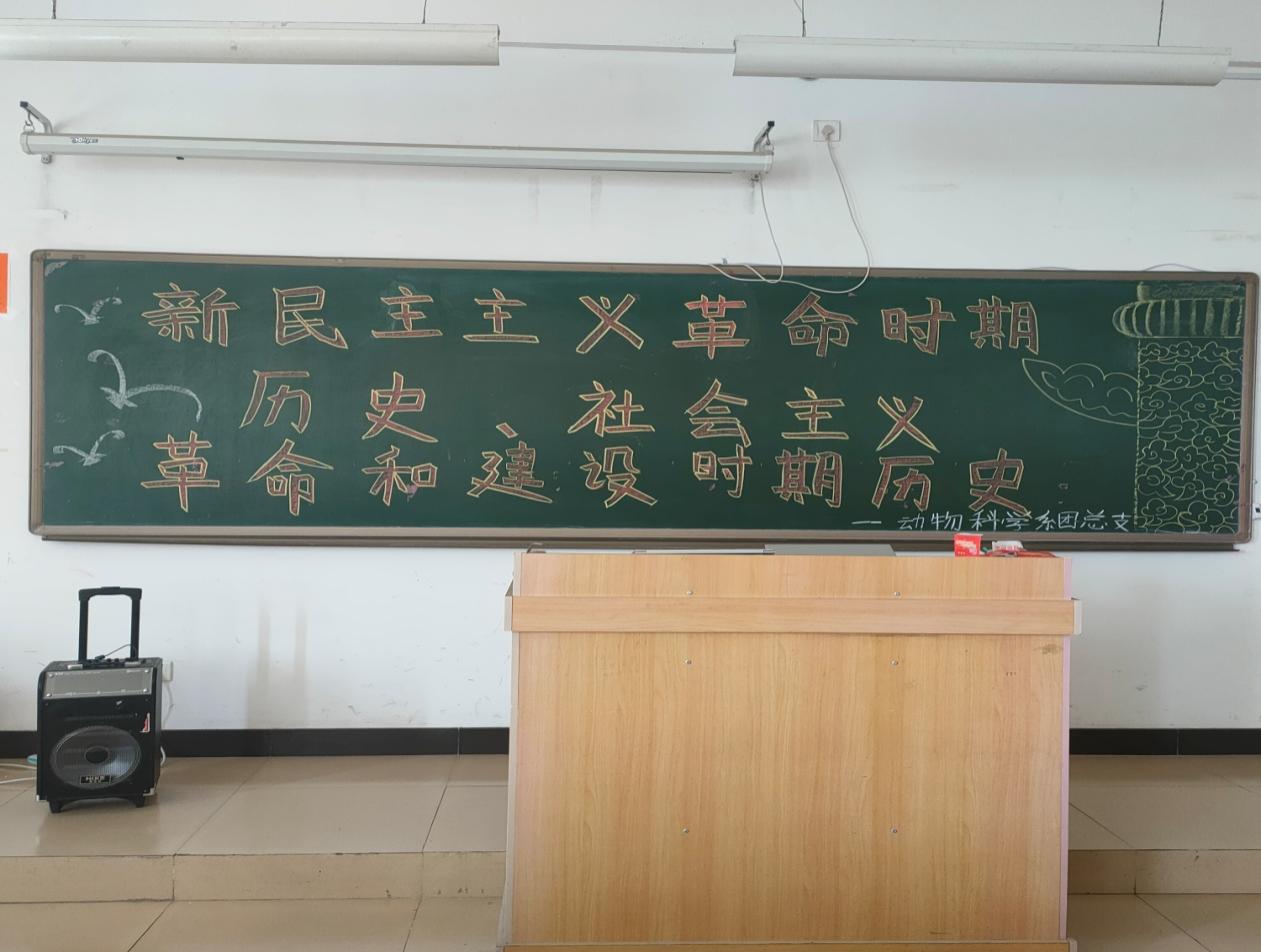 新民主主义革命时期
历史、社会主义
革命和建设时期历史
— 动物科学系团总支